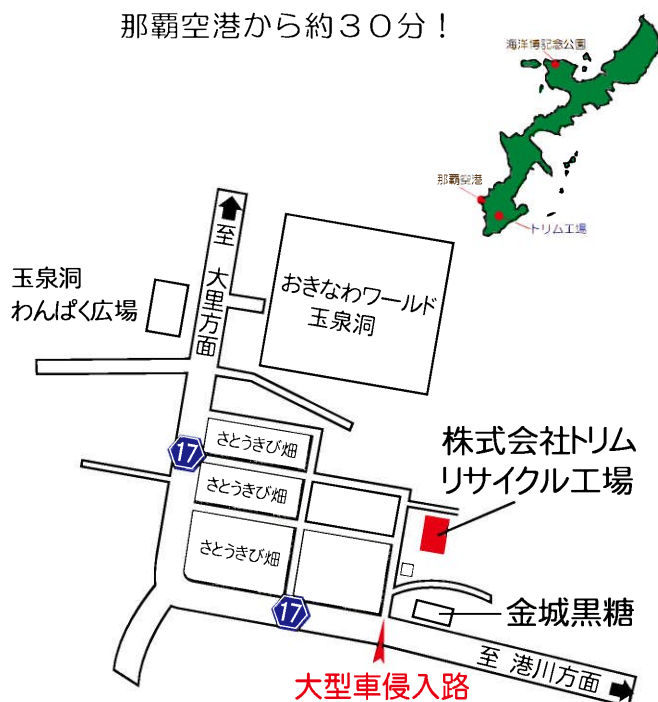 那覇空港から約３０分！
海洋博記念公園
那覇空港
トリム工場
至 大里方面
玉泉洞
わんぱく広場
おきなわワールド
玉泉洞
さとうきび畑
さとうきび畑
さとうきび畑
17
17
株式会社トリム
リサイクル工場
金城黒糖
至 港川方面
大型車侵入路